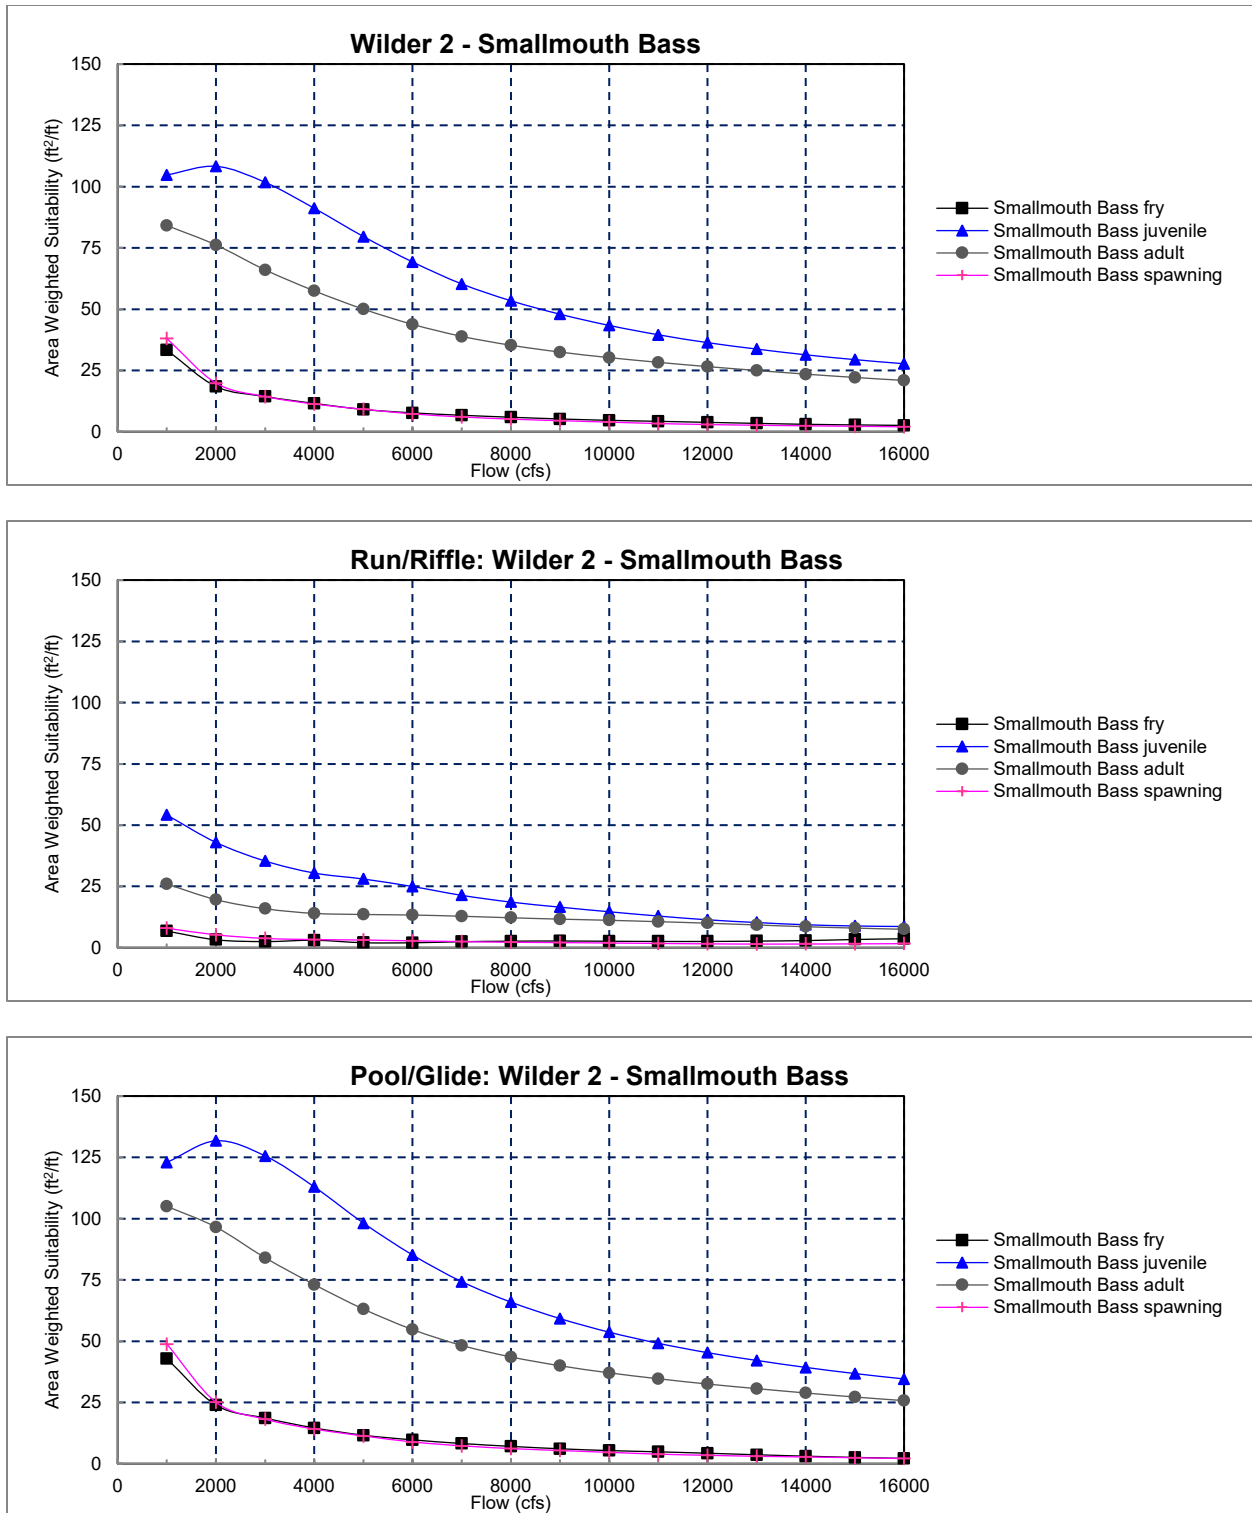 Wilder 2 - Smallmouth Bass
150
125
100
75
50
25
0
Area Weighted Suitability (ft²/ft)
0 2000 4000 6000 8000 10000 12000 14000 16000
Flow (cfs)
Smallmouth Bass fry
Smallmouth Bass juvenile
Smallmouth Bass adult
Smallmouth Bass spawning
Run/Riffle: Wilder 2 - Smallmouth Bass
150
125
100
75
50
25
0
Area Weighted Suitability (ft²/ft)
0 2000 4000 6000 8000 10000 12000 14000 16000
Flow (cfs)
Smallmouth Bass fry
Smallmouth Bass juvenile
Smallmouth Bass adult
Smallmouth Bass spawning
Pool/Glide: Wilder 2 - Smallmouth Bass
150
125
100
75
50
25
0
Area Weighted Suitability (ft²/ft)
0 2000 4000 6000 8000 10000 12000 14000 16000
Flow (cfs)
Smallmouth Bass fry
Smallmouth Bass juvenile
Smallmouth Bass adult
Smallmouth Bass spawning